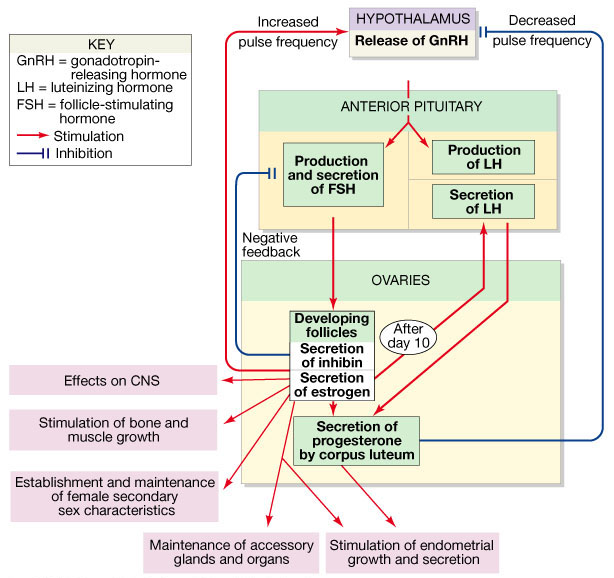 KEY
GnRH = gonadotropin-
releasing hormone
LH = luteinizing hormone
FSH = follicle-stimulating
hormone
Stimulation
Inhibition
Increased
pulse frequency
HYPOTHALAMUS
Release of GnRH
Decreased
pulse frequency
ANTERIOR PITUITARY
Production
and secretion
of FSH
Production
of LH
Secretion
of LH
Negative
feedback
OVARIES
Developing
follicles
Secretion
of inhibin
Secretion
of estrogen
After
day 10
Secretion of
progesterone
by corpus luteum
Effects on CNS
Stimulation of bone and
muscle growth
Establishment and maintenance
of female secondary
sex characteristics
Maintenance of accessory
glands and organs
Stimulation of endometrial
growth and secretion